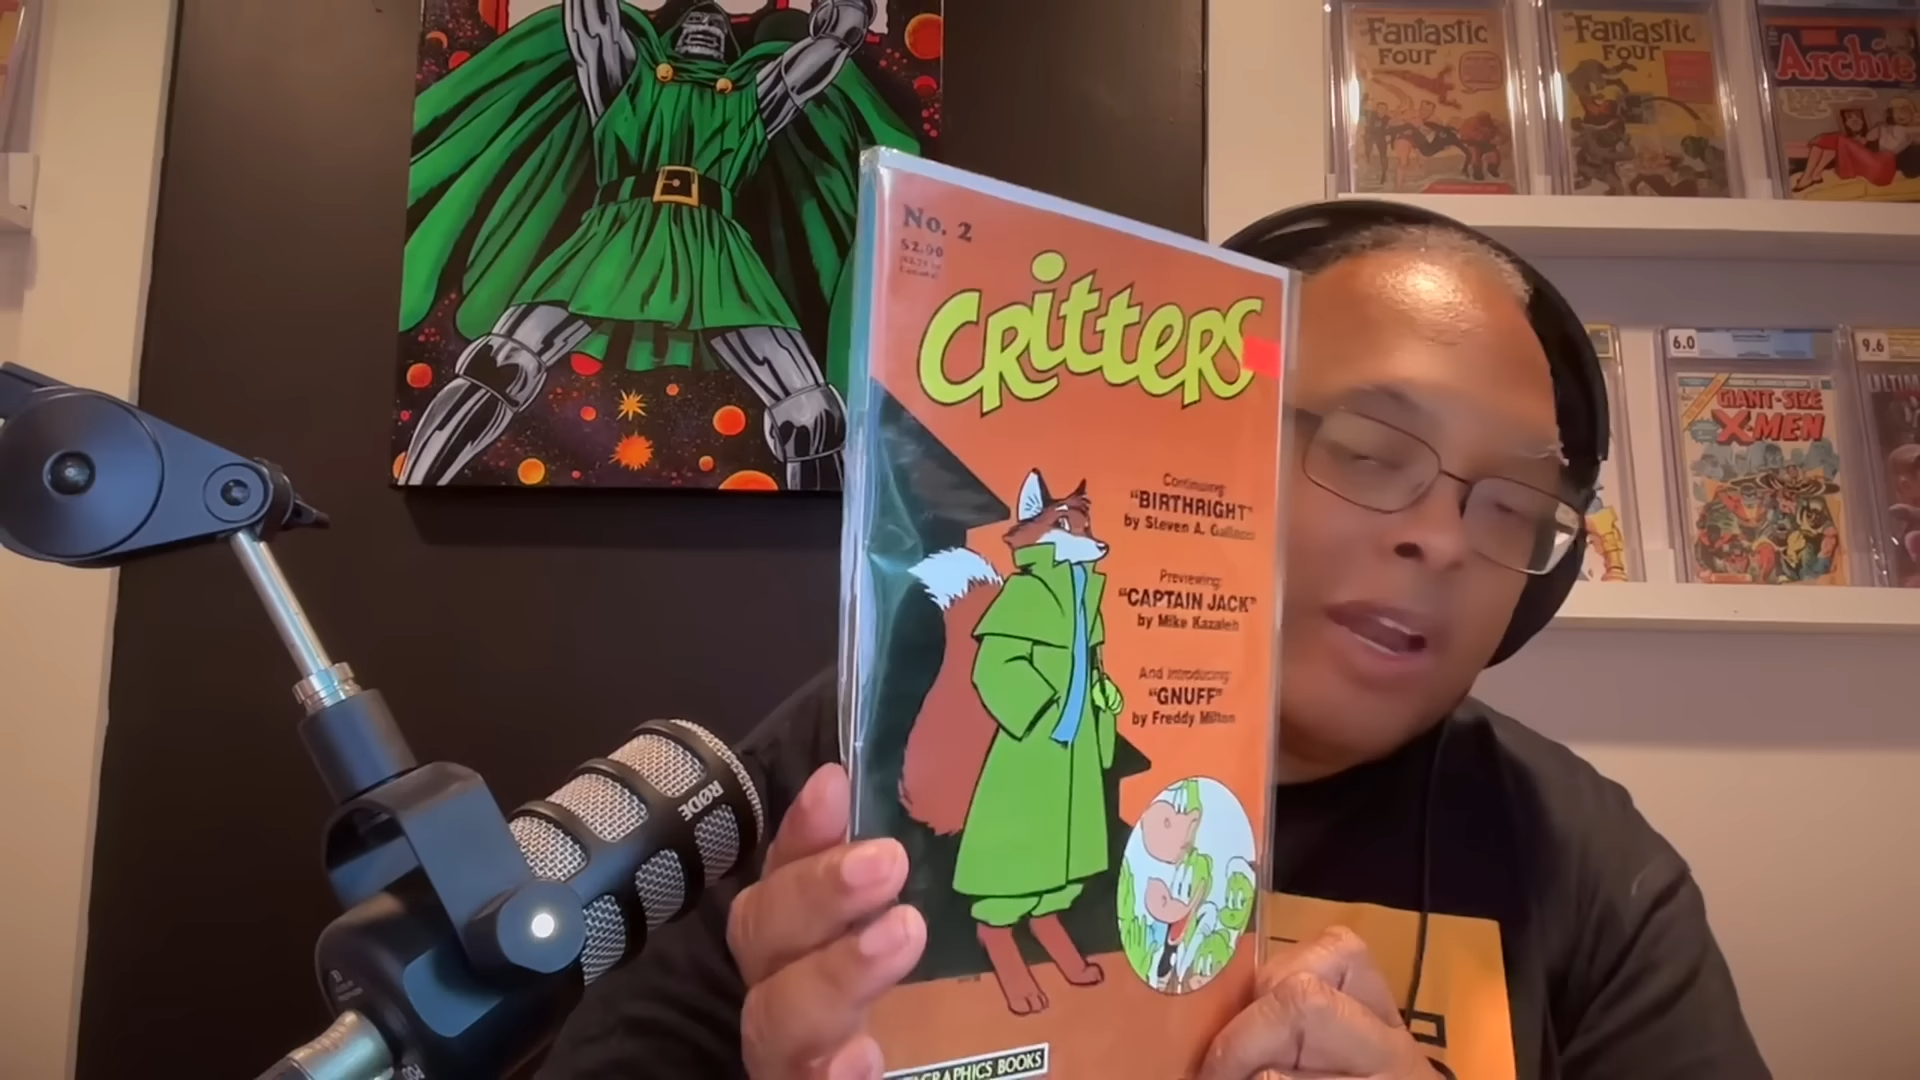 Fantastic
FOUR
Fantastic
FOUR
Archie
No. 2
$2.00
Critters
6.0
9.6
GIANT-SIZE
X-MEN
Continuing:
"BIRTHRIGHT"
by Steven A. Gallacci
Previewing:
"CAPTAIN JACK"
by Mike Kazaleh
And Introducing:
"GNUFF"
by Freddy Milton
RØDE
TAGRAPHICS BOOKS